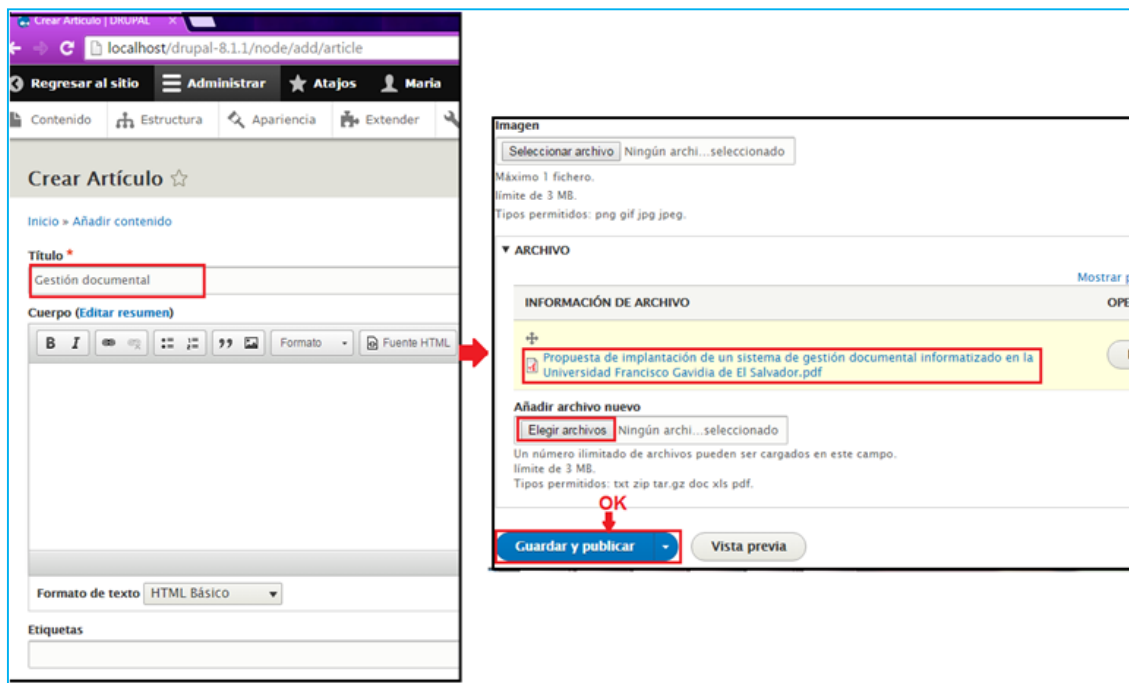 Crear Articulo | DRUPAL ×
localhost/drupal-8.1.1/node/add/article
Regresar al sitio Administrar Atajos Maria
Contenido Estructura Apariencia Extender
Crear Artículo
Inicio » Añadir contenido
Título *
Gestión documental
Cuerpo (Editar resumen)
B I Formato Fuente HTML
Formato de texto HTML Básico
Etiquetas
Imagen
Seleccionar archivo Ningún archi...seleccionado
Máximo 1 fichero.
límite de 3 MB.
Tipos permitidos: png gif jpg jpeg.
ARCHIVO
Mostrar p
INFORMACIÓN DE ARCHIVO OPE
Propuesta de implantación de un sistema de gestión documental informatizado en la
Universidad Francisco Gavidia de El Salvador.pdf
Añadir archivo nuevo
Elegir archivos Ningún archi...seleccionado
Un número ilimitado de archivos pueden ser cargados en este campo.
límite de 3 MB.
Tipos permitidos: txt zip tar.gz doc xls pdf.
OK
Guardar y publicar Vista previa